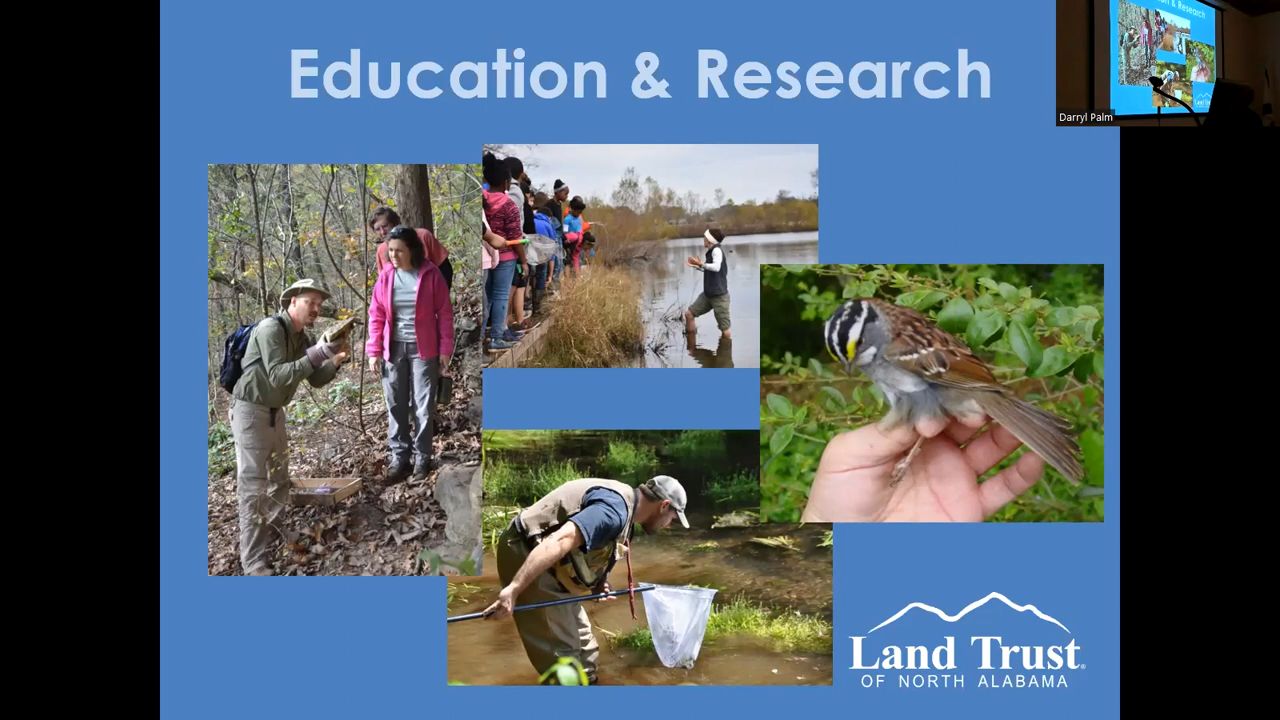 Education & Research
Darryl Palm
Land Trust®
OF NORTH ALABAMA